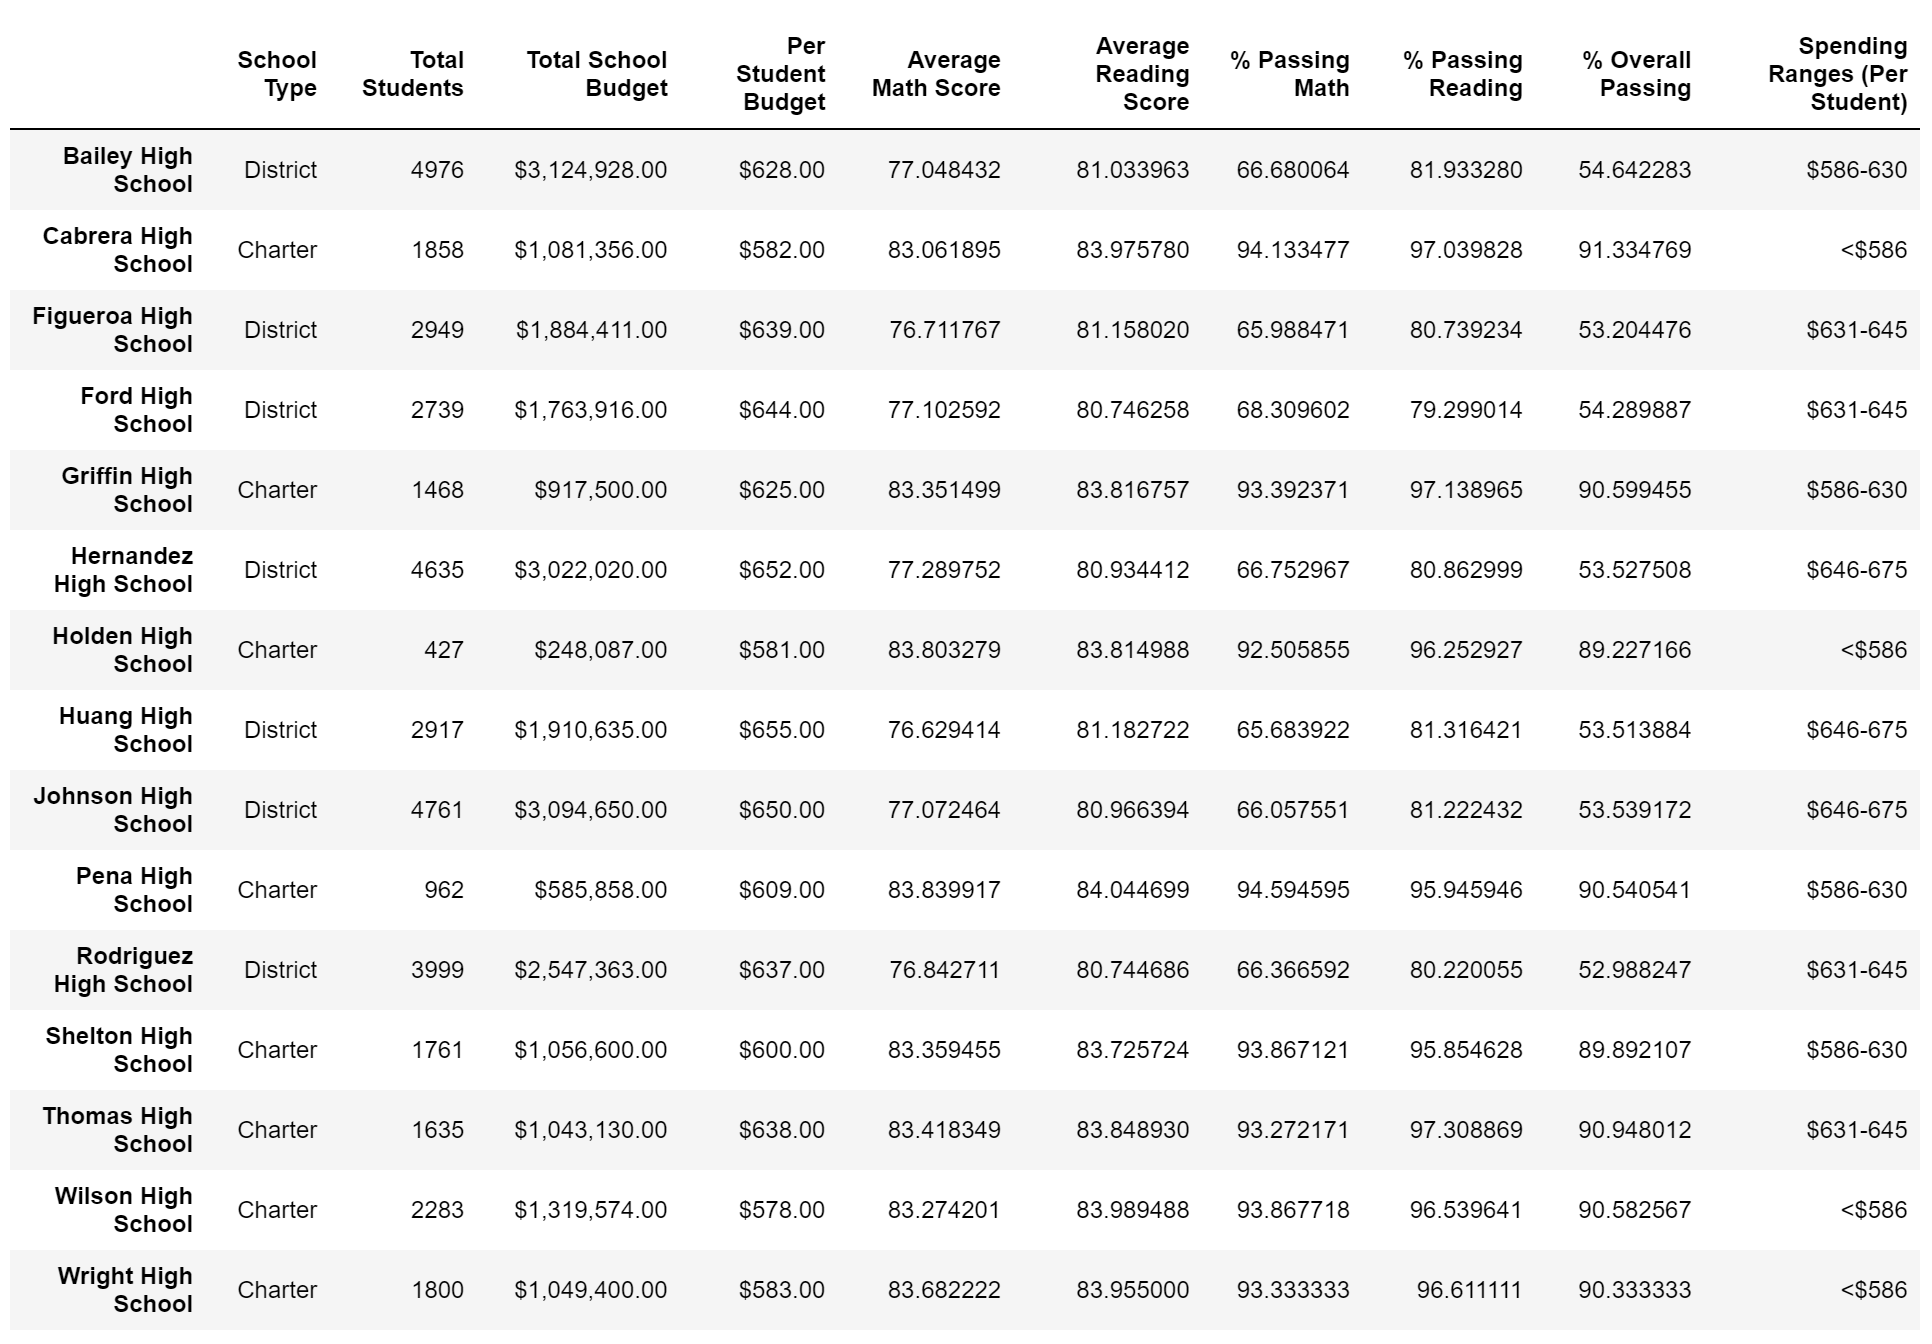 School Type Total Students Total School Budget Per Student Budget Average Math Score Average Reading Score % Passing Math % Passing Reading % Overall Passing Spending Ranges (Per Student)
Bailey High School District 4976 $3,124,928.00 $628.00 77.048432 81.033963 66.680064 81.933280 54.642283 $586-630
Cabrera High School Charter 1858 $1,081,356.00 $582.00 83.061895 83.975780 94.133477 97.039828 91.334769 <$586
Figueroa High School District 2949 $1,884,411.00 $639.00 76.711767 81.158020 65.988471 80.739234 53.204476 $631-645
Ford High School District 2739 $1,763,916.00 $644.00 77.102592 80.746258 68.309602 79.299014 54.289887 $631-645
Griffin High School Charter 1468 $917,500.00 $625.00 83.351499 83.816757 93.392371 97.138965 90.599455 $586-630
Hernandez High School District 4635 $3,022,020.00 $652.00 77.289752 80.934412 66.752967 80.862999 53.527508 $646-675
Holden High School Charter 427 $248,087.00 $581.00 83.803279 83.814988 92.505855 96.252927 89.227166 <$586
Huang High School District 2917 $1,910,635.00 $655.00 76.629414 81.182722 65.683922 81.316421 53.513884 $646-675
Johnson High School District 4761 $3,094,650.00 $650.00 77.072464 80.966394 66.057551 81.222432 53.539172 $646-675
Pena High School Charter 962 $585,858.00 $609.00 83.839917 84.044699 94.594595 95.945946 90.540541 $586-630
Rodriguez High School District 3999 $2,547,363.00 $637.00 76.842711 80.744686 66.366592 80.220055 52.988247 $631-645
Shelton High School Charter 1761 $1,056,600.00 $600.00 83.359455 83.725724 93.867121 95.854628 89.892107 $586-630
Thomas High School Charter 1635 $1,043,130.00 $638.00 83.418349 83.848930 93.272171 97.308869 90.948012 $631-645
Wilson High School Charter 2283 $1,319,574.00 $578.00 83.274201 83.989488 93.867718 96.539641 90.582567 <$586
Wright High School Charter 1800 $1,049,400.00 $583.00 83.682222 83.955000 93.333333 96.611111 90.333333 <$586